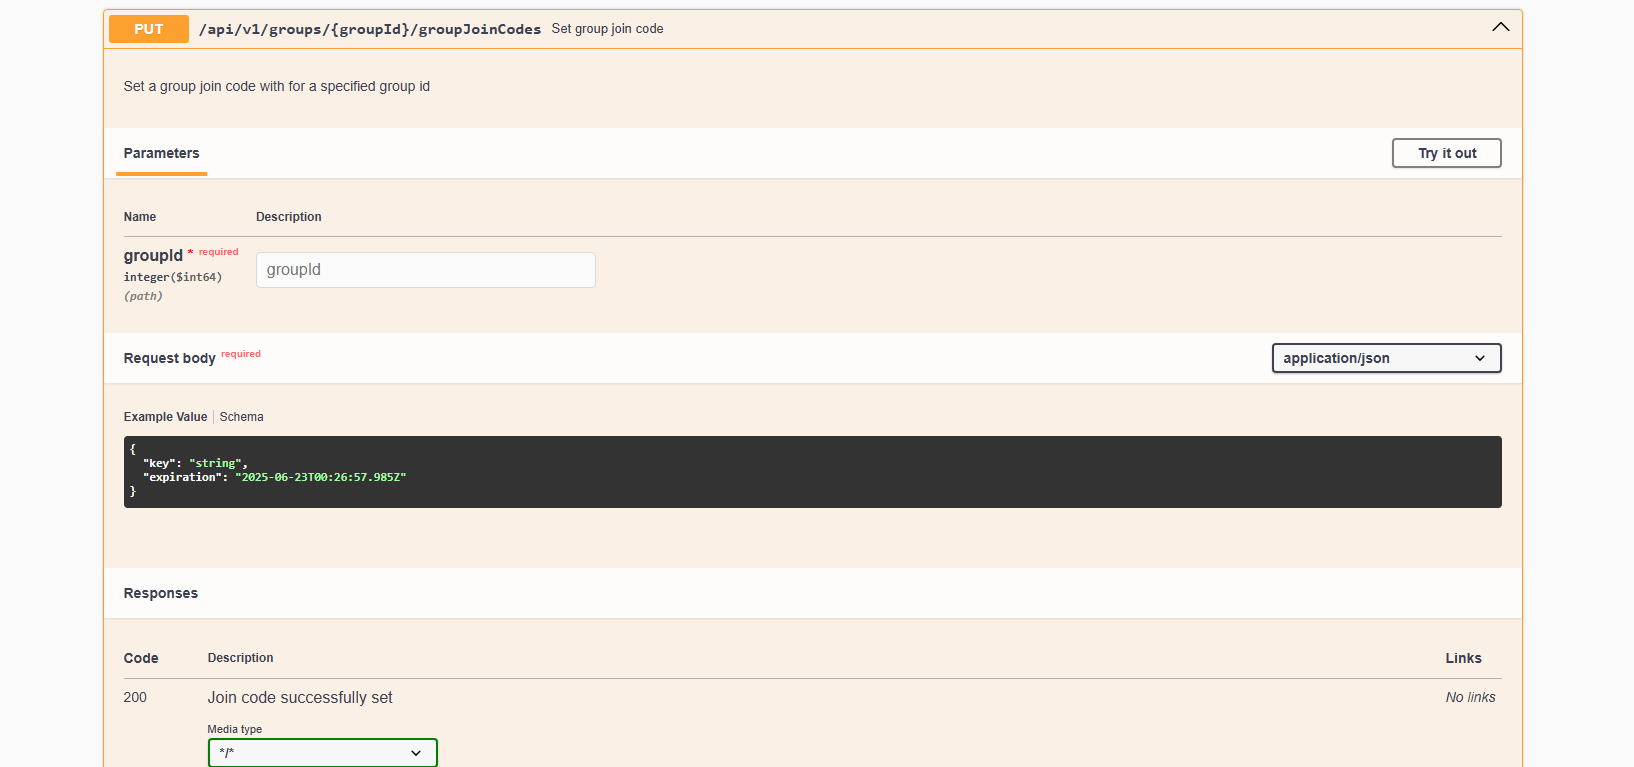 PUT /api/v1/groups/{groupId}/groupJoinCodes Set group join code
Set a group join code with for a specified group id
Parameters
Try it out
Name Description
groupId * required
integer($int64)
(path)
groupId
Request body required
application/json
Example Value Schema
{
"key": "string",
"expiration": "2025-06-23T00:26:57.985Z"
}
Responses
Code Description Links
200 Join code successfully set No links
Media type
*/*